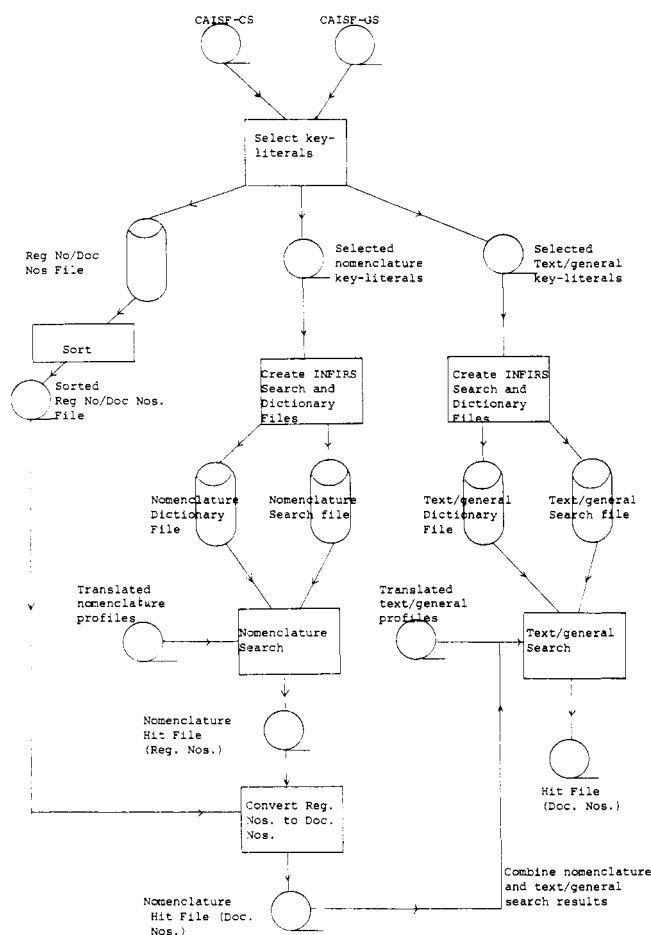 CAISF-CS
CAISF-GS
Select key-
literals
Reg No/Doc
Nos File
Selected
nomenclature
key-literals
Selected
Text/general
key-literals
Sort
Sorted
Reg No/Doc Nos.
File
Create INFIRS
Search and
Dictionary
Files
Create INFIRS
Search and
Dictionary
Files
Nomenclature
Dictionary
File
Nomenclature
Search file
Text/general
Dictionary
File
Text/general
Search file
Translated
nomenclature
profiles
Nomenclature
Search
Translated
text/general
profiles
Text/general
Search
Nomenclature
Hit File
(Reg. Nos.)
Hit File
(Doc. Nos.)
Convert Reg.
Nos. to Doc.
Nos.
Nomenclature
Hit File (Doc.
Nos.)
Combine nomenclature
and text/general
search results